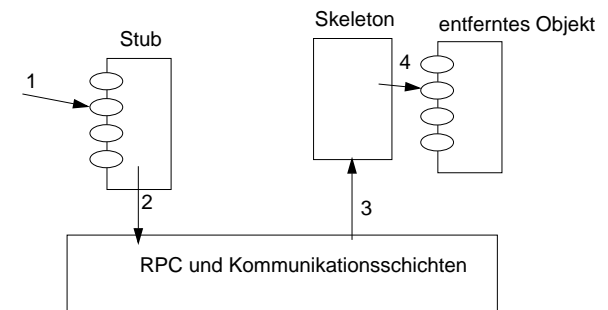 Skeleton
entferntes Objekt
Stub
1
4
2
3
RPC und Kommunikationsschichten